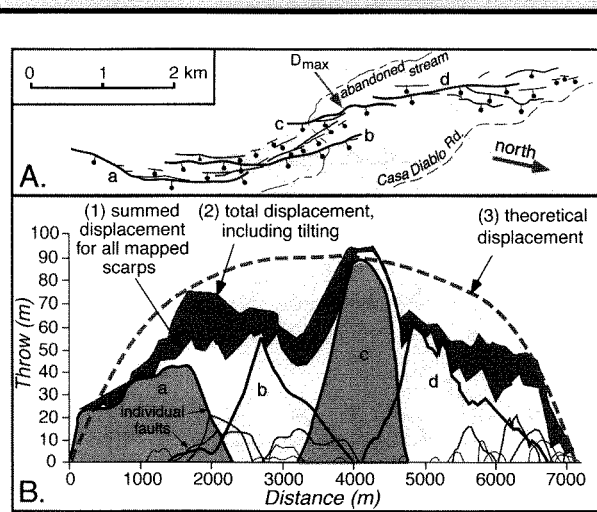 0 1 2 km
D max
abandoned stream
d
c
b
a
Casa Diablo Rd.
north
A.
(1) summed
displacement
for all mapped
scarps
(2) total displacement,
including tilting
(3) theoretical
displacement
100
90
80
70
60
50
40
30
20
10
0
Throw (m)
a
individual
faults
b
c
d
0 1000 2000 3000 4000 5000 6000 7000
Distance (m)
B.